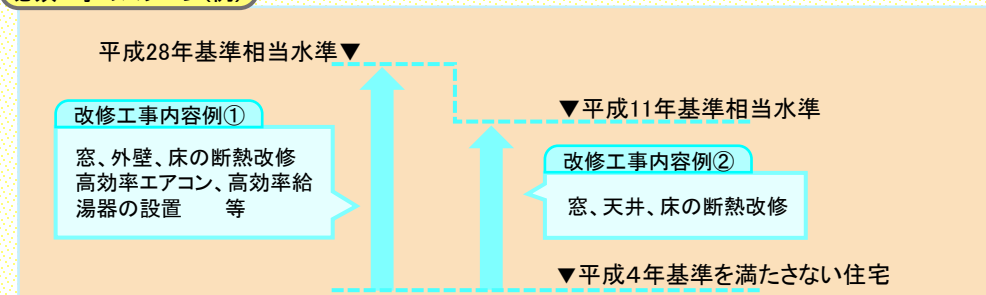 平成28年基準相当水準▼
▼平成11年基準相当水準
改修工事内容例①
窓、外壁、床の断熱改修
高効率エアコン、高効率給
湯器の設置　　等
改修工事内容例②
窓、天井、床の断熱改修
▼平成４年基準を満たさない住宅